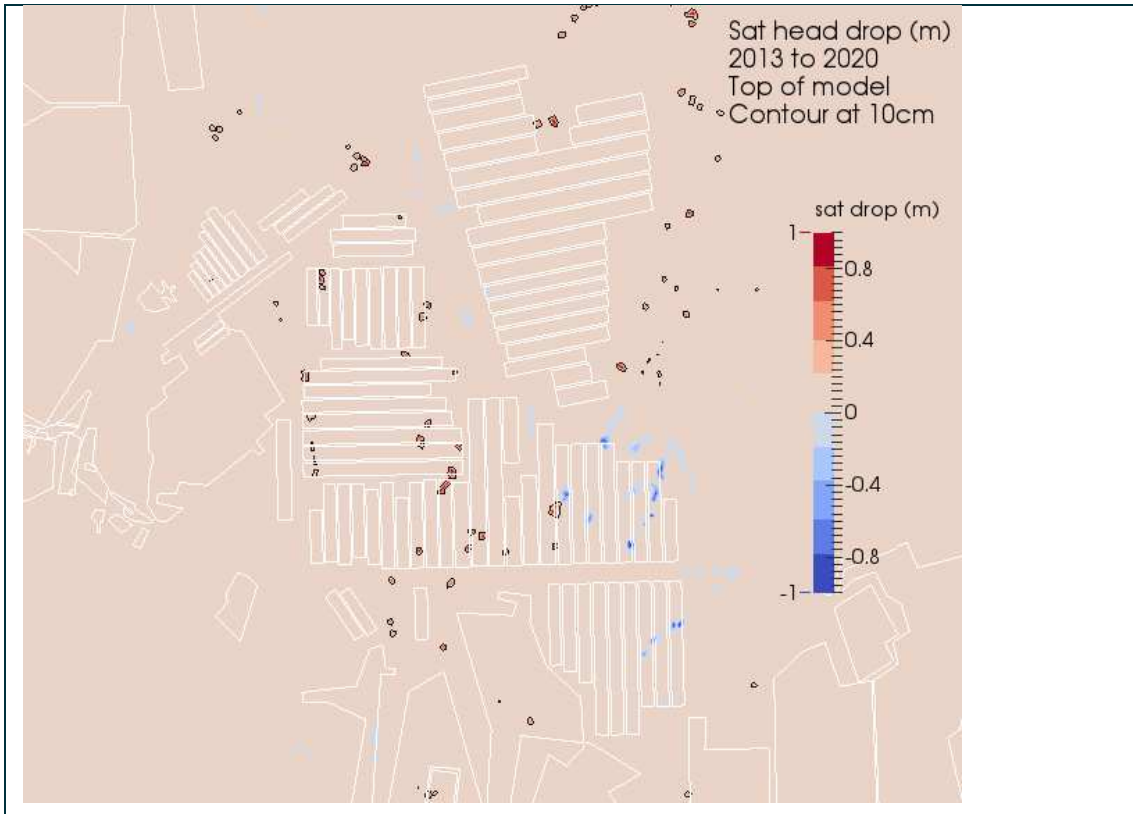 Sat head drop (m)
2013 to 2020
Top of model
Contour at 10cm
sat drop (m)
1
0.8
0.4
0
-0.4
-0.8
-1